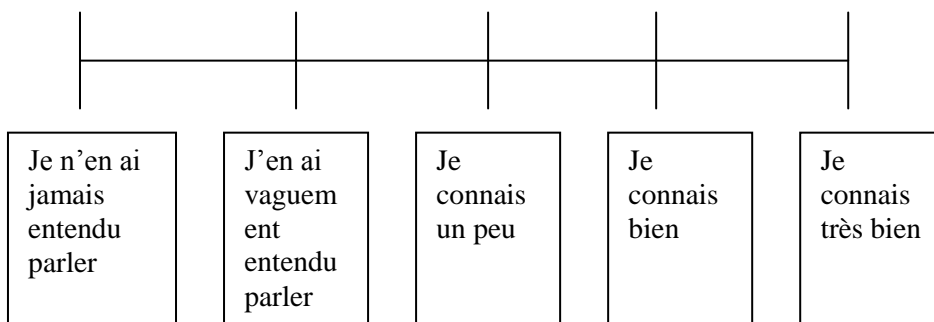 Je n'en ai
jamais
entendu
parler
J'en ai
vaguem
ent
entendu
parler
Je
connais
un peu
Je
connais
bien
Je
connais
très bien